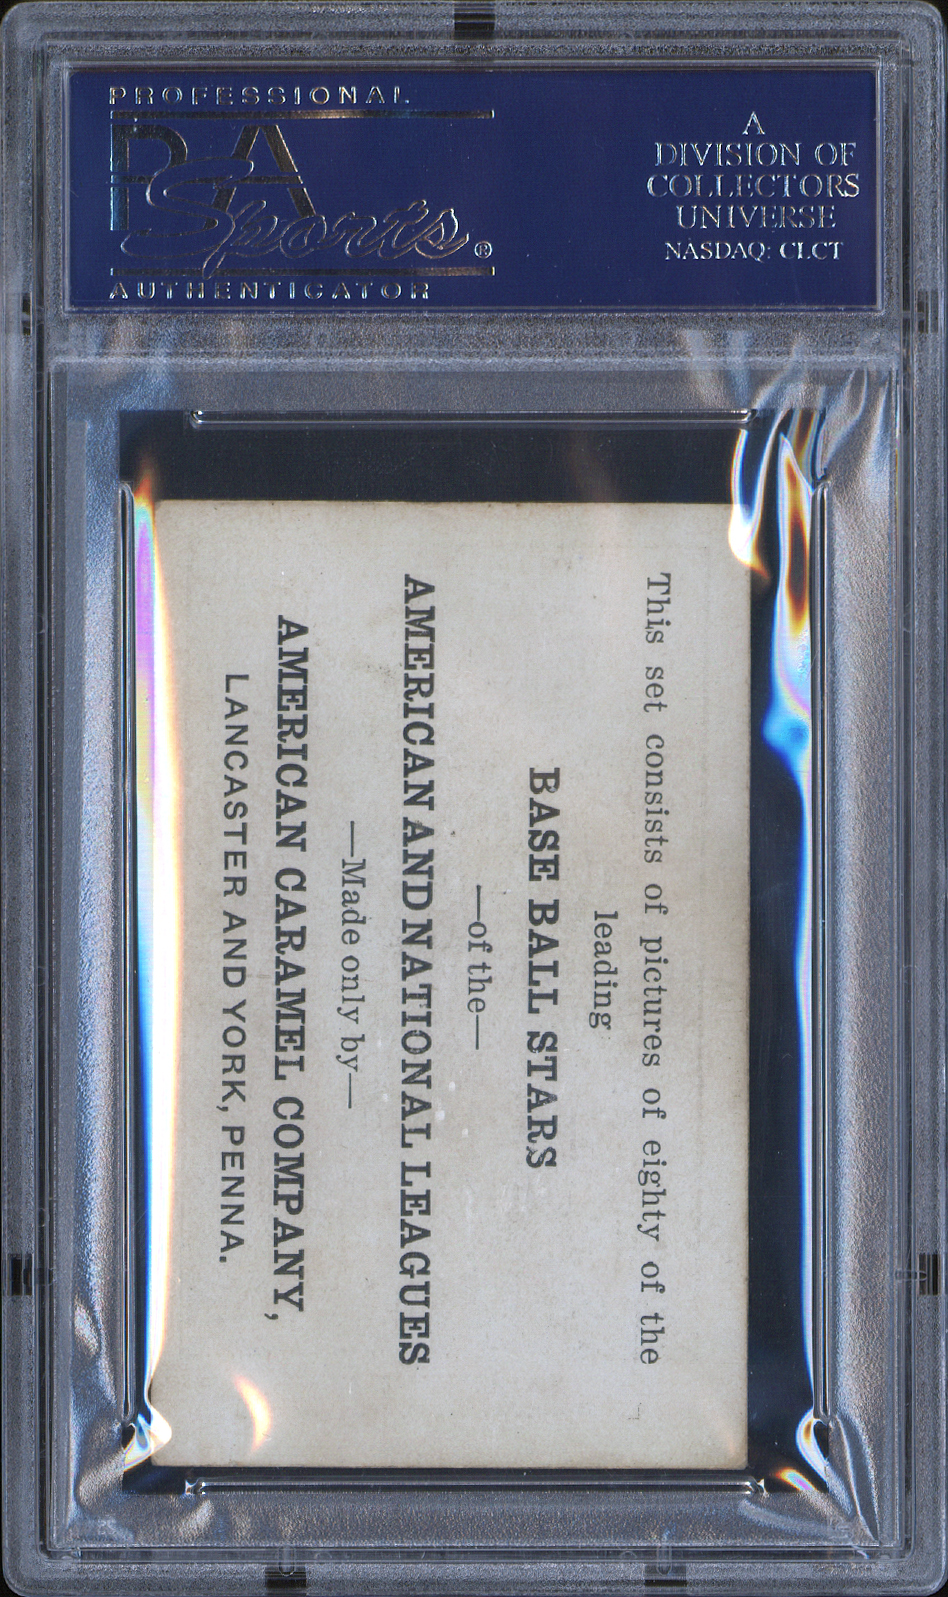 PROFESSIONAL
PSA
Sports®
AUTHENTICATOR
A
DIVISION OF
COLLECTORS
UNIVERSE
NASDAQ: CLCT
This set consists of pictures of eighty of the
leading
BASE BALL STARS
—of the—
AMERICAN AND NATIONAL LEAGUES
—Made only by—
AMERICAN CARAMEL COMPANY,
LANCASTER AND YORK, PENNA.